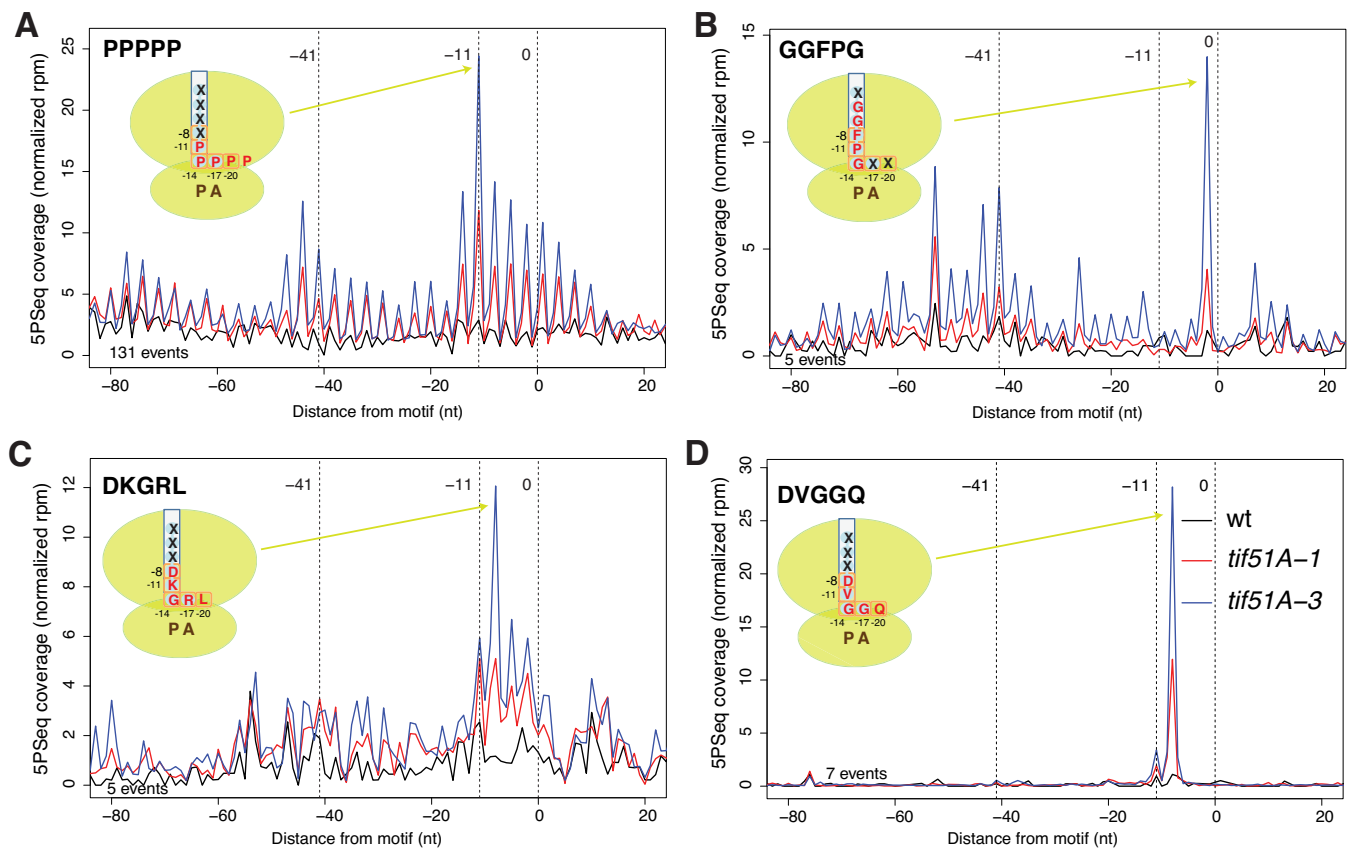 A
PPPPP
−41
−11
0
25
20
15
10
5
0
5PSeq coverage (normalized rpm)
X
X
X
-8 X
-11 P
P P P P
-14 -17 -20
P A
131 events
−80 −60 −40 −20 0 20
Distance from motif (nt)
B
GGFPG
−41
−11
0
15
10
5
0
5PSeq coverage (normalized rpm)
X
G
G
-8 F
-11 P
G X X
-14 -17 -20
P A
5 events
−80 −60 −40 −20 0 20
Distance from motif (nt)
C
DKGRL
−41
−11
0
12
10
8
6
4
2
0
5PSeq coverage (normalized rpm)
X
X
X
-8 D
-11 K
G R L
-14 -17 -20
P A
5 events
−80 −60 −40 −20 0 20
Distance from motif (nt)
D
DVGGQ
−41
−11
0
30
25
20
15
10
5
0
5PSeq coverage (normalized rpm)
X
X
X
-8 D
-11 V
G G Q
-14 -17 -20
P A
wt
tif51A−1
tif51A−3
7 events
−80 −60 −40 −20 0 20
Distance from motif (nt)